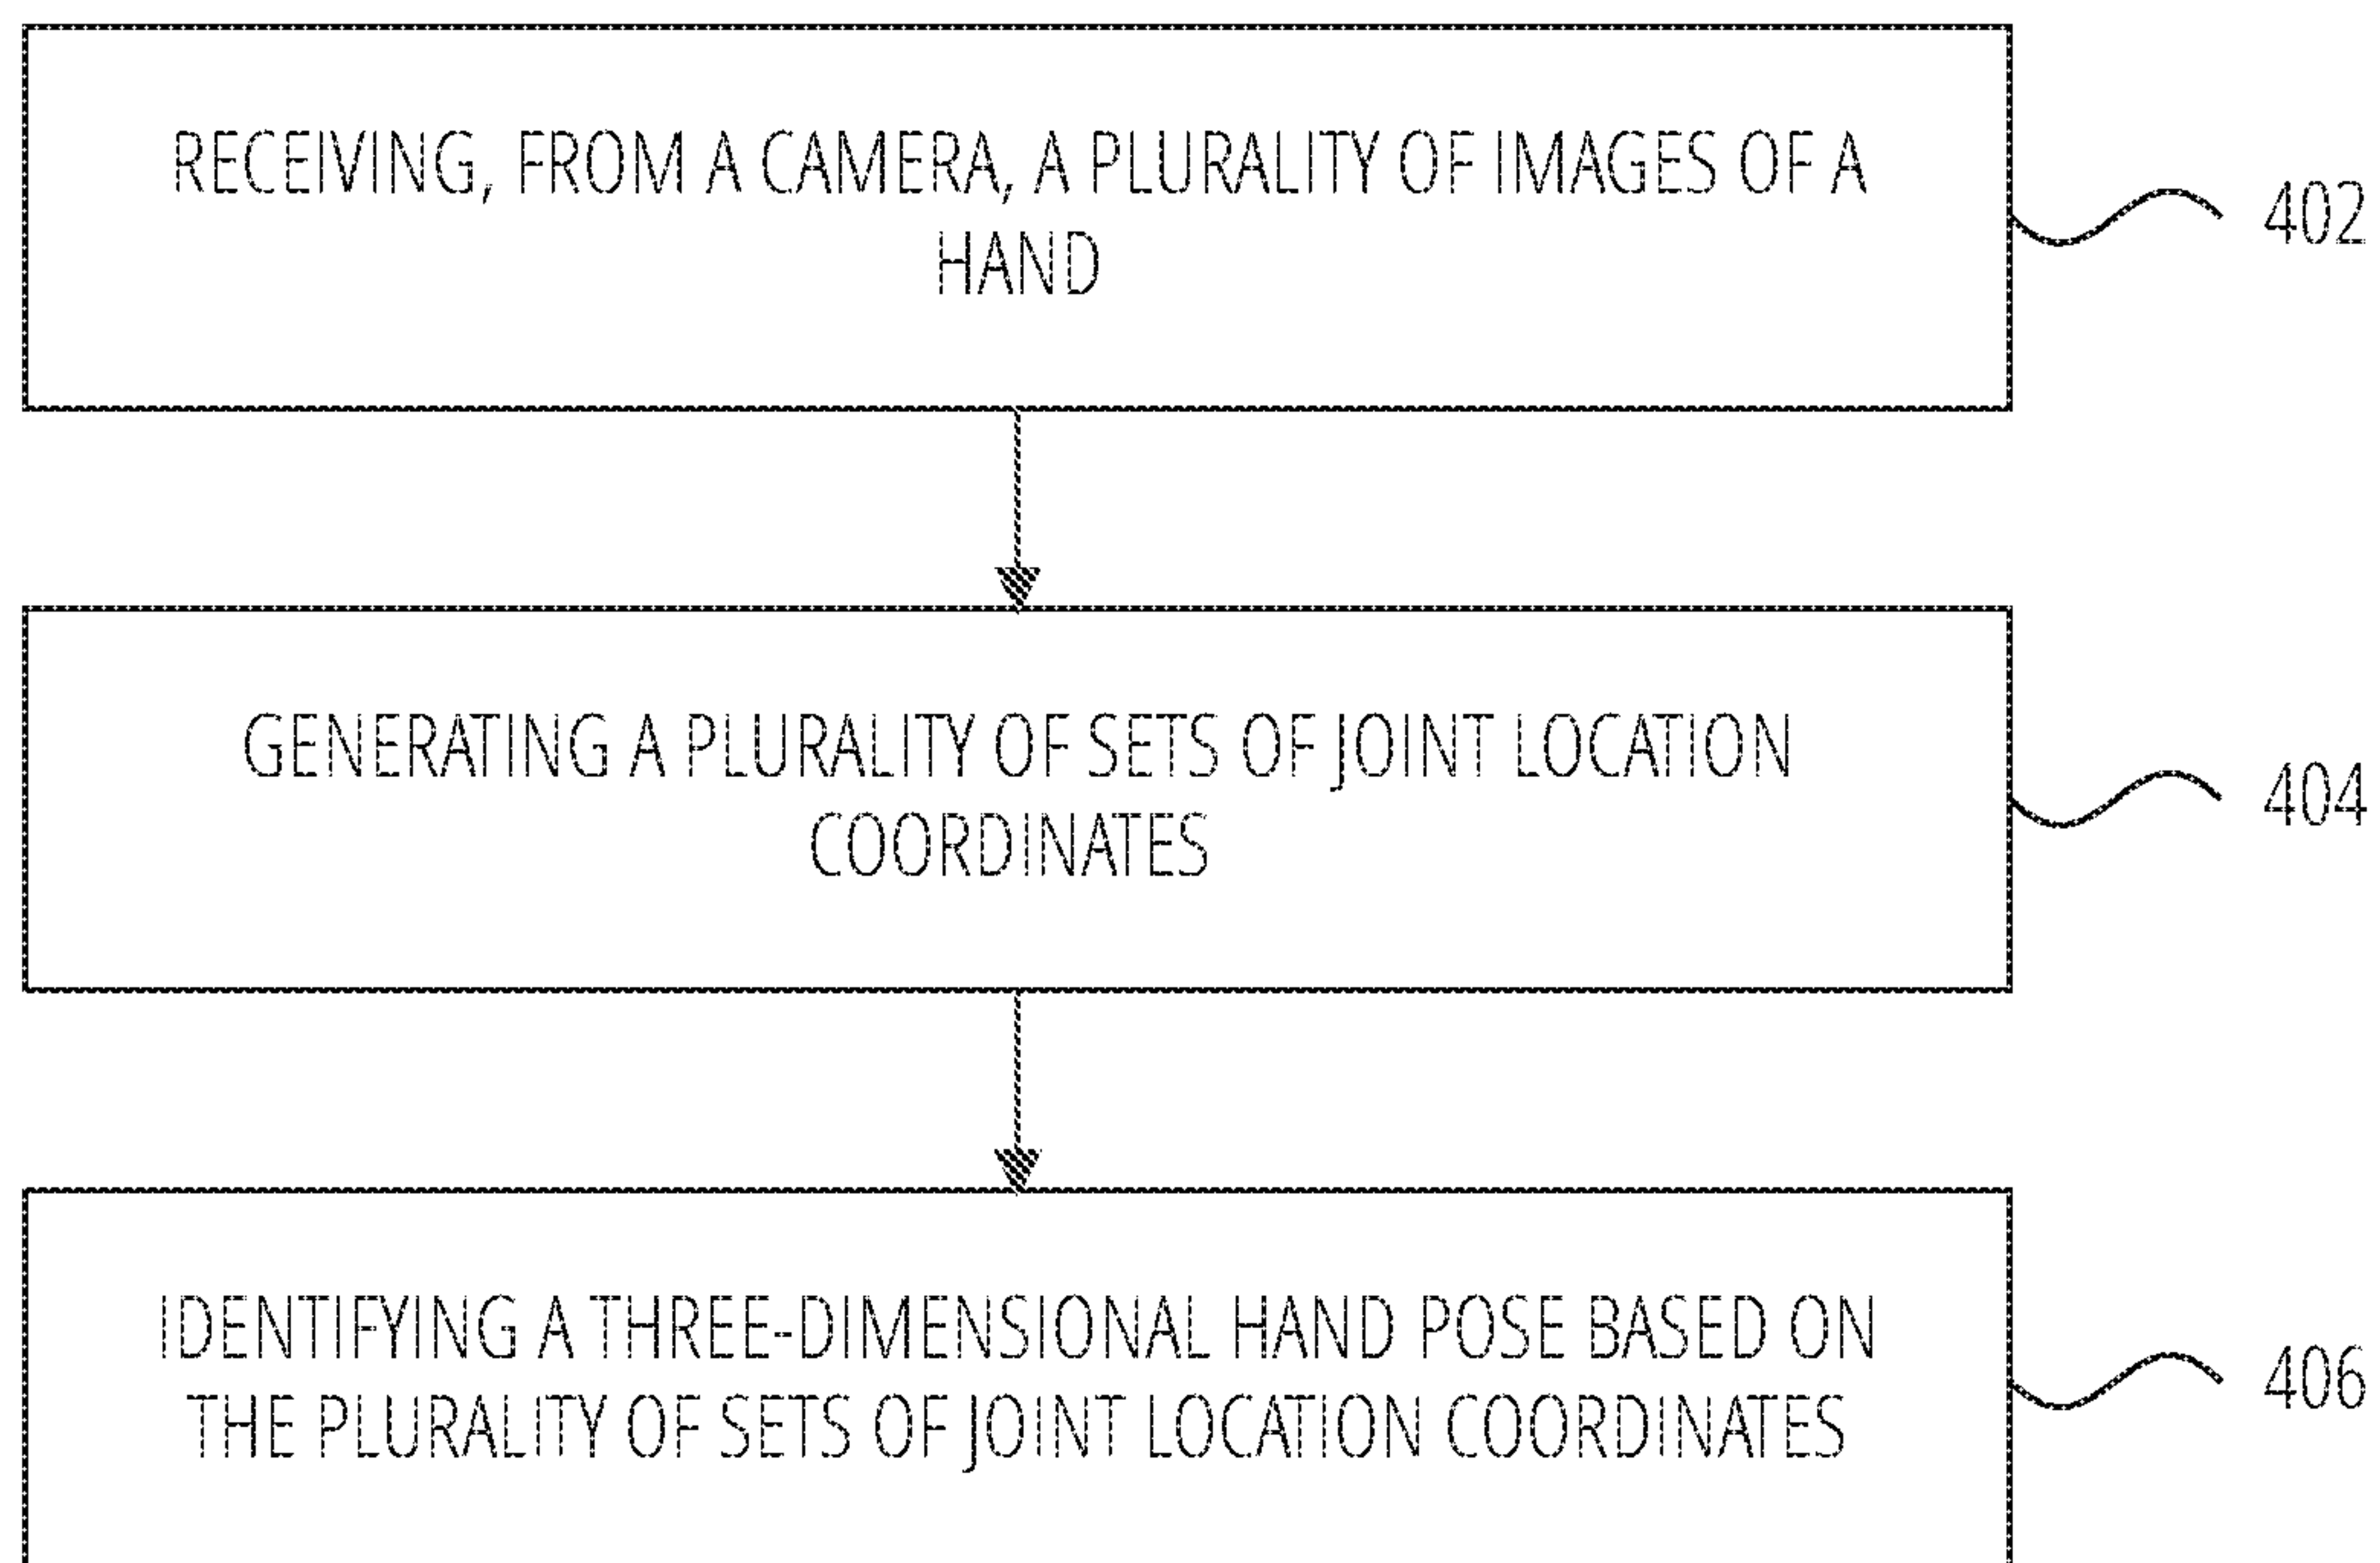 RECEIVING, FROM A CAMERA, A PLURALITY OF IMAGES OF A
HAND
402
GENERATING A PLURALITY OF SETS OF JOINT LOCATION
COORDINATES
404
IDENTIFYING A THREE-DIMENSIONAL HAND POSE BASED ON
THE PLURALITY OF SETS OF JOINT LOCATION COORDINATES
406